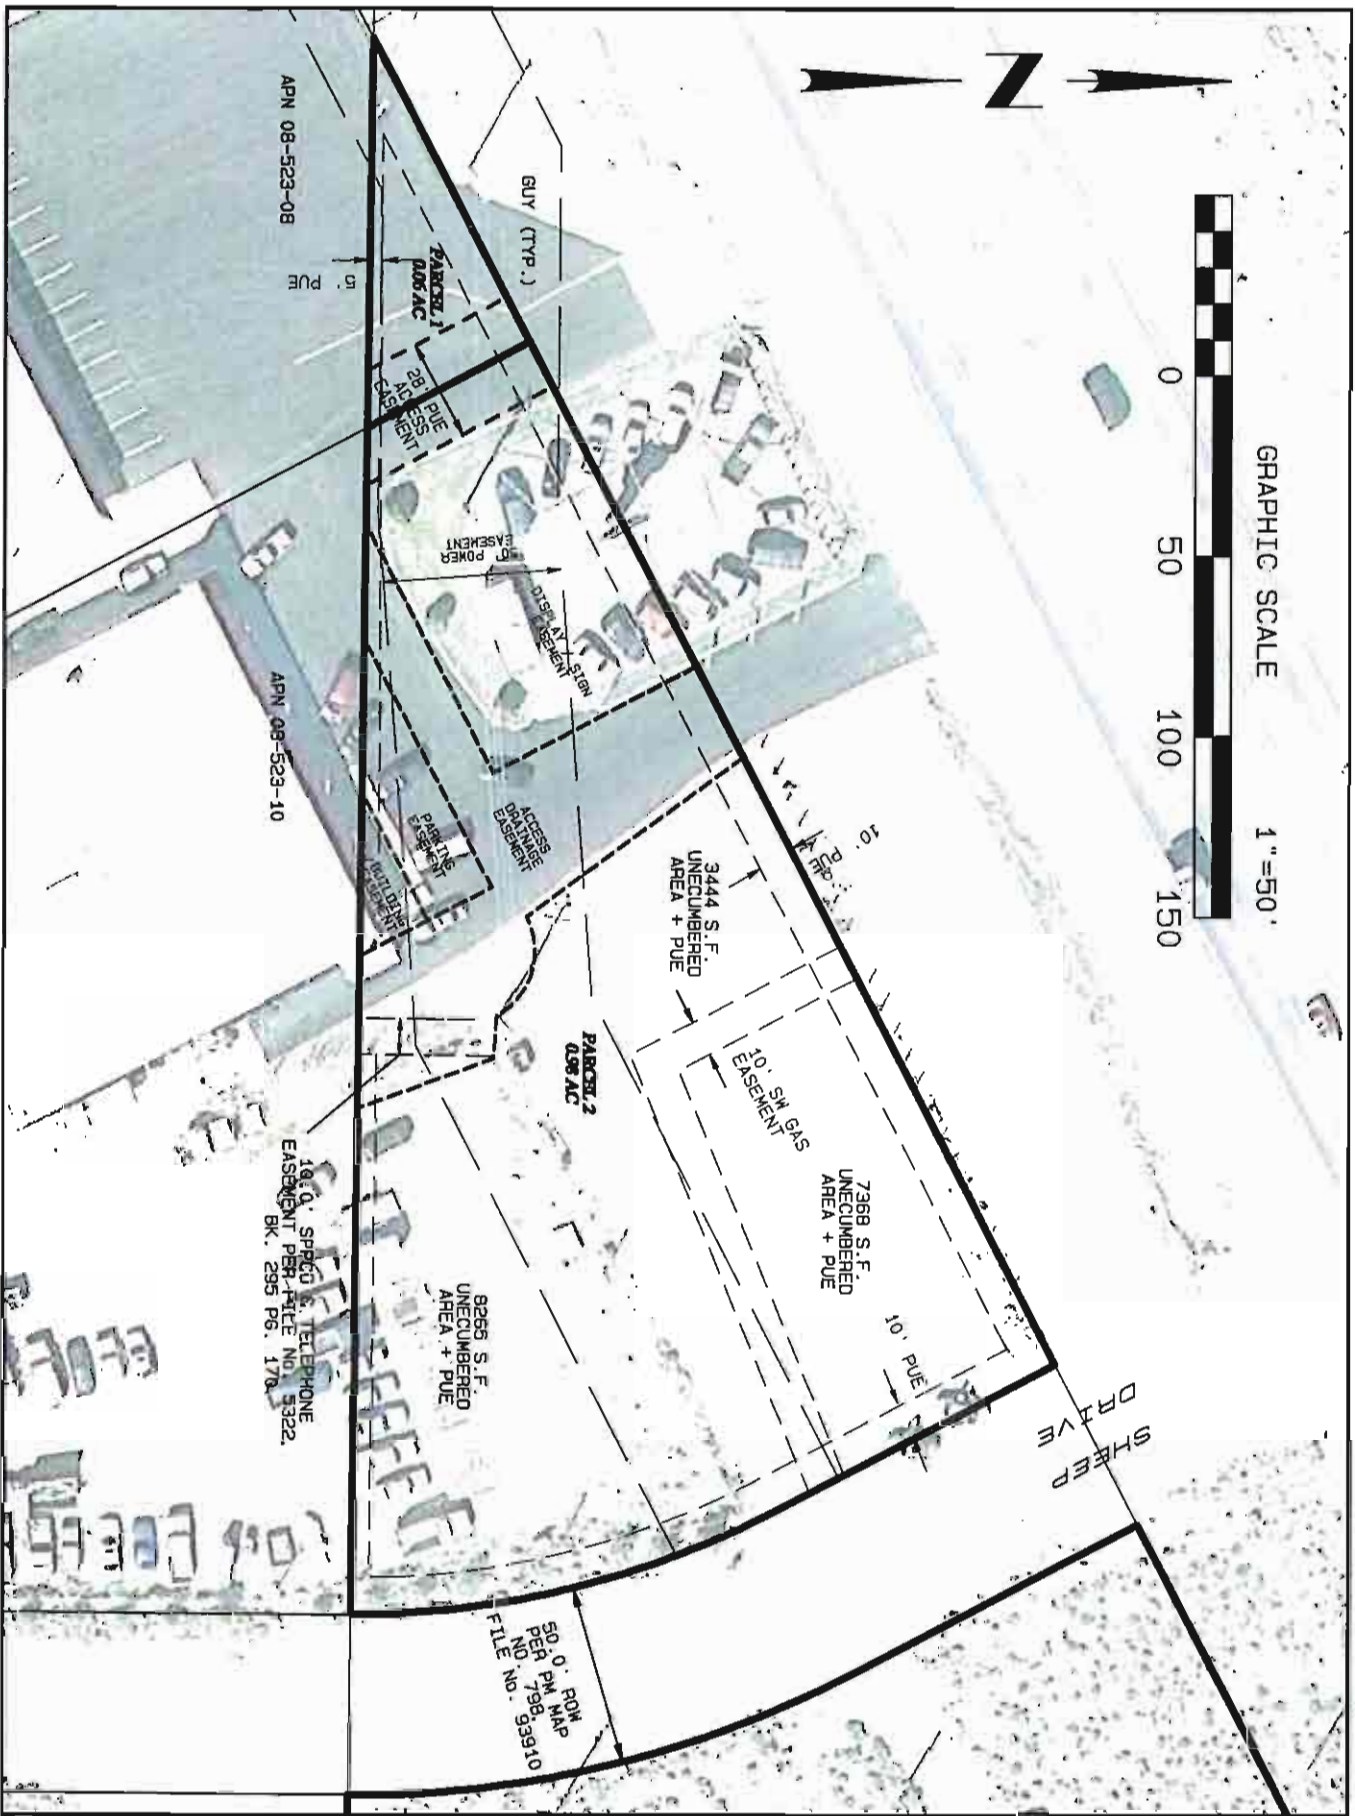 GRAPHIC SCALE 1"=50'
0 50 100 150
N
GUY (TYP.)
APN 08-523-08
PARCEL 1
0.06 AC
5' PUE
28' PUE
ACCESS
EASEMENT
POWER
EASEMENT
DISPLAY SIGN
EASEMENT
APN 08-523-10
ACCESS
DRAINAGE
EASEMENT
PARKING
EASEMENT
BUILDING
EASEMENT
10' PUE
3444 S.F.
UNECUMBERED
AREA + PUE
PARCEL 2
0.98 AC
10' SW GAS
EASEMENT
7368 S.F.
UNECUMBERED
AREA + PUE
10' PUE
8265 S.F.
UNECUMBERED
AREA + PUE
10.0' SPPCO & TELEPHONE
EASEMENT PER FILE No. 5322,
BK. 295 PG. 170.
SHEEP
DRIVE
50.0' ROW
PER PM MAP
NO. 798,
FILE No. 93910